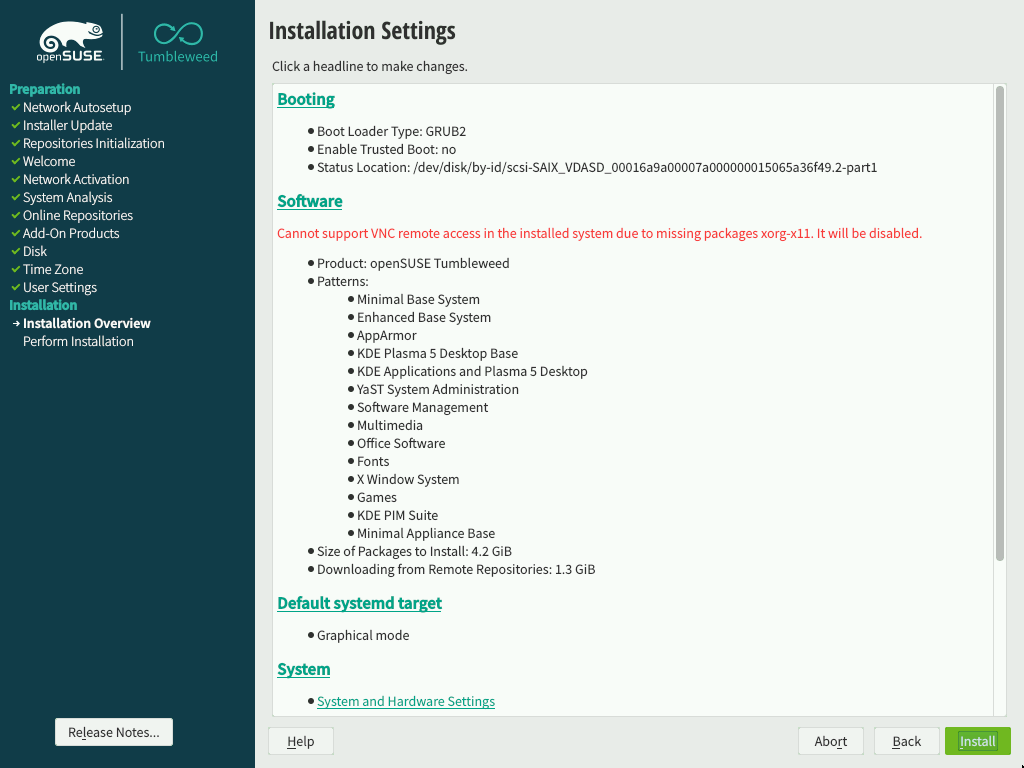 openSUSE
Tumbleweed
Preparation
Network Autosetup
Installer Update
Repositories Initialization
Welcome
Network Activation
System Analysis
Online Repositories
Add-On Products
Disk
Time Zone
User Settings
Installation
Installation Overview
Perform Installation
Release Notes...
Installation Settings
Click a headline to make changes.
Booting
Boot Loader Type: GRUB2
Enable Trusted Boot: no
Status Location: /dev/disk/by-id/scsi-SAIX_VDASD_00016a9a00007a000000015065a36f49.2-part1
Software
Cannot support VNC remote access in the installed system due to missing packages xorg-x11. It will be disabled.
Product: openSUSE Tumbleweed
Patterns:
Minimal Base System
Enhanced Base System
AppArmor
KDE Plasma 5 Desktop Base
KDE Applications and Plasma 5 Desktop
YaST System Administration
Software Management
Multimedia
Office Software
Fonts
X Window System
Games
KDE PIM Suite
Minimal Appliance Base
Size of Packages to Install: 4.2 GiB
Downloading from Remote Repositories: 1.3 GiB
Default systemd target
Graphical mode
System
System and Hardware Settings
Help
Abort
Back
Install